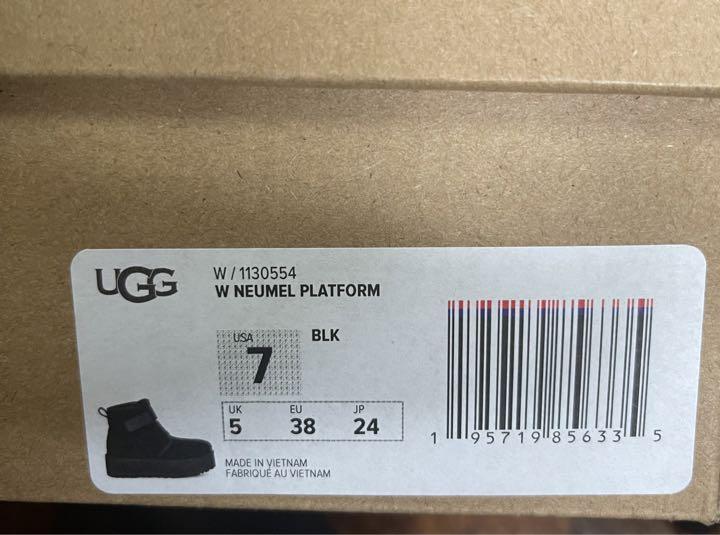 UGG
W / 1130554
W NEUMEL PLATFORM
USA
7
BLK
UK EU JP
5 38 24
MADE IN VIETNAM
FABRIQUÉ AU VIETNAM
1 95719 85633 5